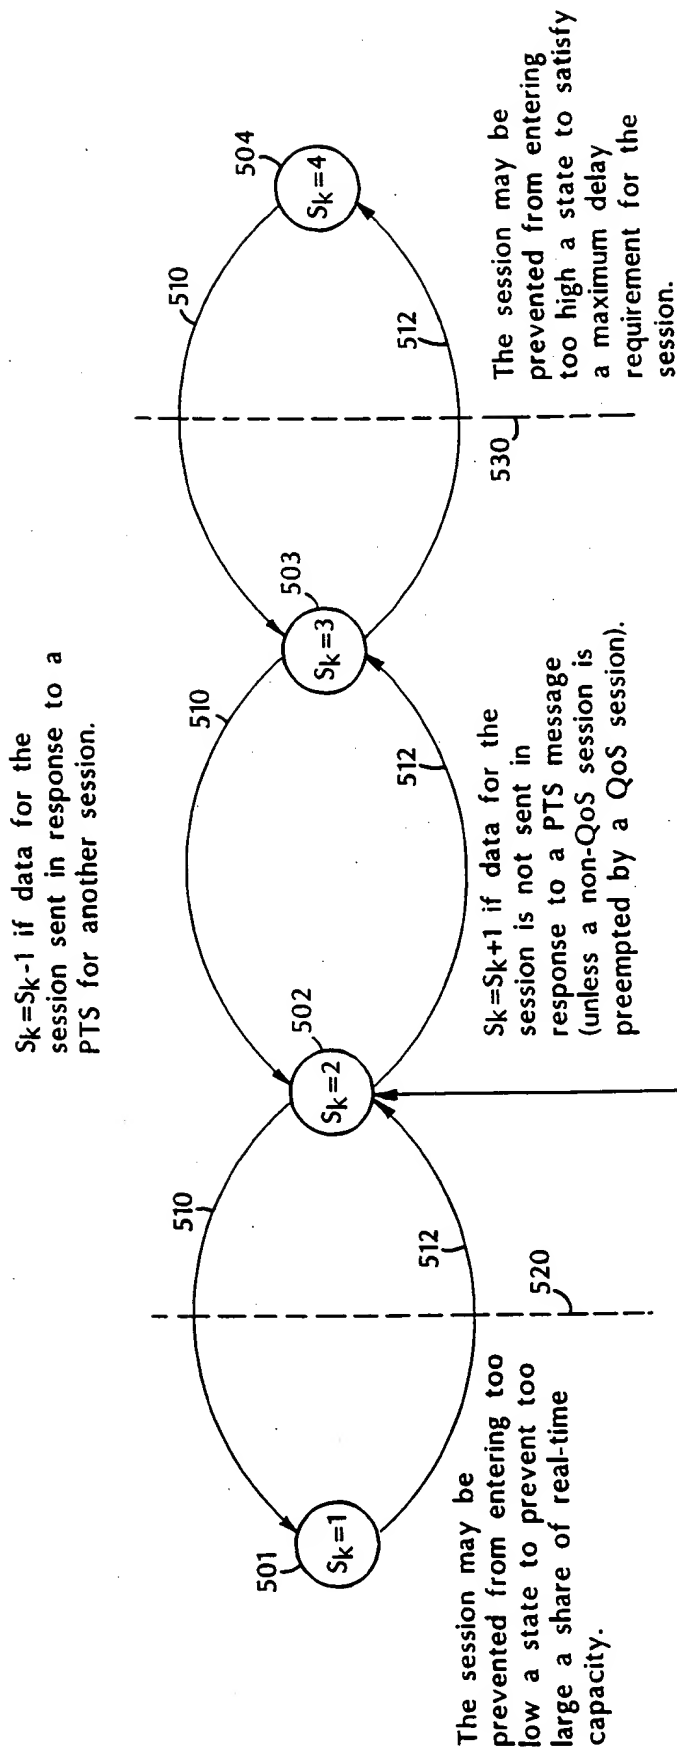 Sk=Sk-1 if data for the
session sent in response to a
PTS for another session.
510
510
510
501
Sk=1
502
Sk=2
503
Sk=3
504
Sk=4
512
512
512
520
530
The session may be
prevented from entering too
low a state to prevent too
large a share of real-time
capacity.
Sk=Sk+1 if data for the
session is not sent in
response to a PTS message
(unless a non-QoS session is
preempted by a QoS session).
The session may be
prevented from entering
too high a state to satisfy
a maximum delay
requirement for the
session.